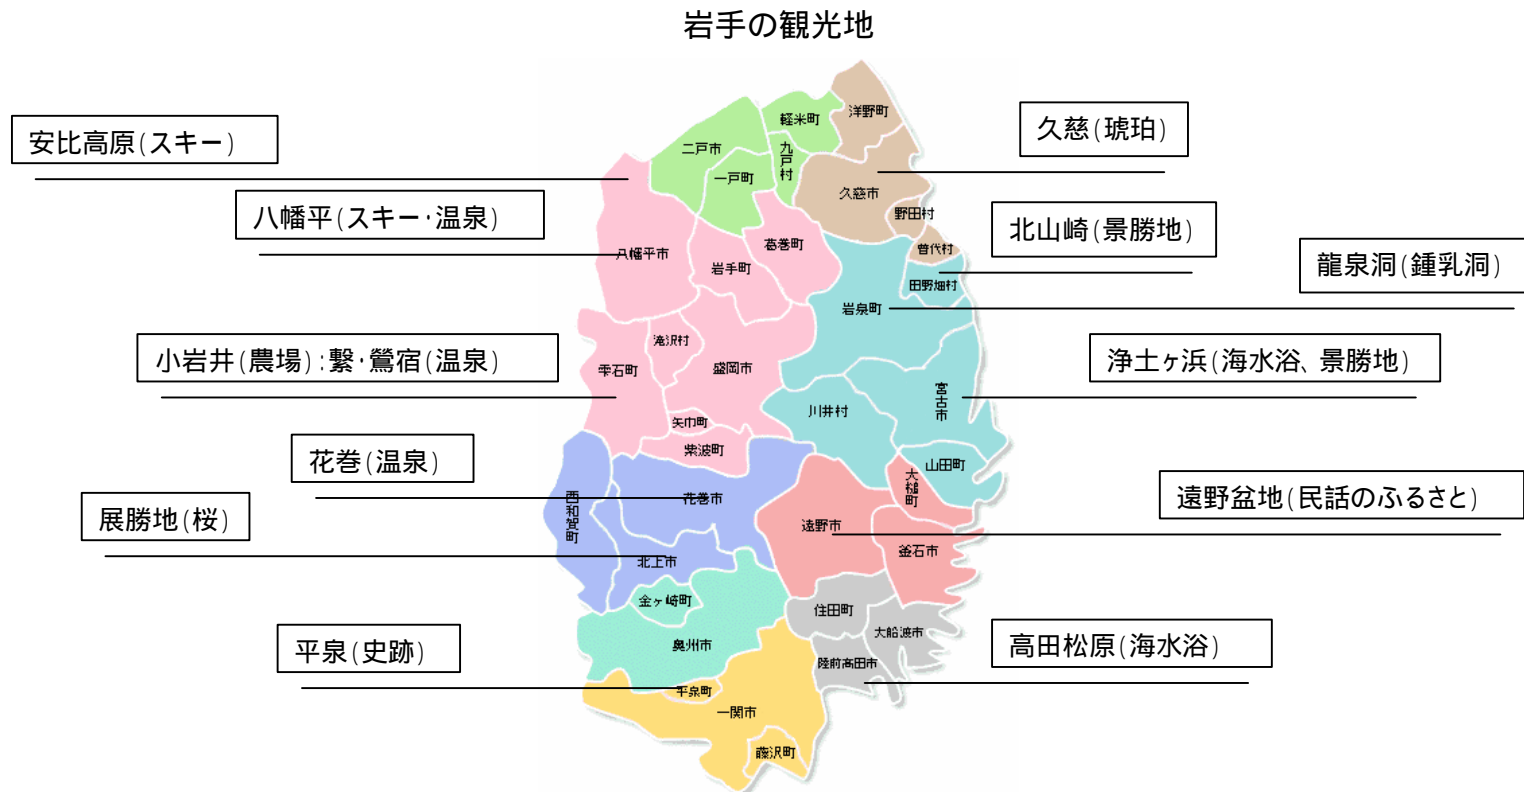 岩手の観光地
安比高原(スキー)
八幡平(スキー・温泉)
小岩井(農場):繋・鶯宿(温泉)
花巻(温泉)
展勝地(桜)
平泉(史跡)
久慈(琥珀)
北山崎(景勝地)
龍泉洞(鍾乳洞)
浄土ヶ浜(海水浴、景勝地)
遠野盆地(民話のふるさと)
高田松原(海水浴)
洋野町
軽米町
二戸市
九戸村
一戸町
久慈市
野田村
普代村
葛巻町
八幡平市
岩手町
田野畑村
岩泉町
滝沢村
雫石町
盛岡市
宮古市
川井村
矢巾町
紫波町
山田町
大槌町
西和賀町
花巻市
遠野市
釜石市
北上市
金ヶ崎町
住田町
大船渡市
奥州市
陸前高田市
平泉町
一関市
藤沢町